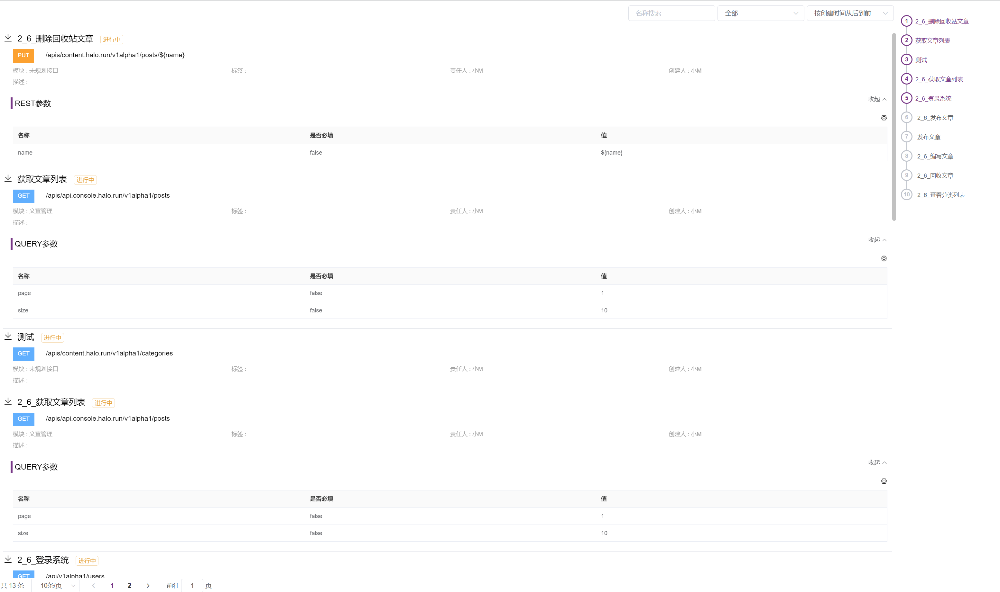 名称搜索 全部 按创建时间从后到前
2_6_删除回收站文章 进行中
PUT /apis/content.halo.run/v1alpha1/posts/${name}
模块 : 未规划接口 标签 : 责任人 : 小M 创建人 : 小M
描述 :
REST参数 收起
名称 是否必填 值
name false ${name}
获取文章列表 进行中
GET /apis/api.console.halo.run/v1alpha1/posts
模块 : 文章管理 标签 : 责任人 : 小M 创建人 : 小M
描述 :
QUERY参数 收起
名称 是否必填 值
page false 1
size false 10
测试 进行中
GET /apis/content.halo.run/v1alpha1/categories
模块 : 未规划接口 标签 : 责任人 : 小M 创建人 : 小M
描述 :
2_6_获取文章列表 进行中
GET /apis/api.console.halo.run/v1alpha1/posts
模块 : 文章管理 标签 : 责任人 : 小M 创建人 : 小M
描述 :
QUERY参数 收起
名称 是否必填 值
page false 1
size false 10
2_6_登录系统 进行中
GET /api/v1alpha1/users
共 13 条 10条/页 1 2 前往 1 页
1 2_6_删除回收站文章
2 获取文章列表
3 测试
4 2_6_获取文章列表
5 2_6_登录系统
6 2_6_发布文章
7 发布文章
8 2_6_编写文章
9 2_6_回收文章
10 2_6_查看分类列表